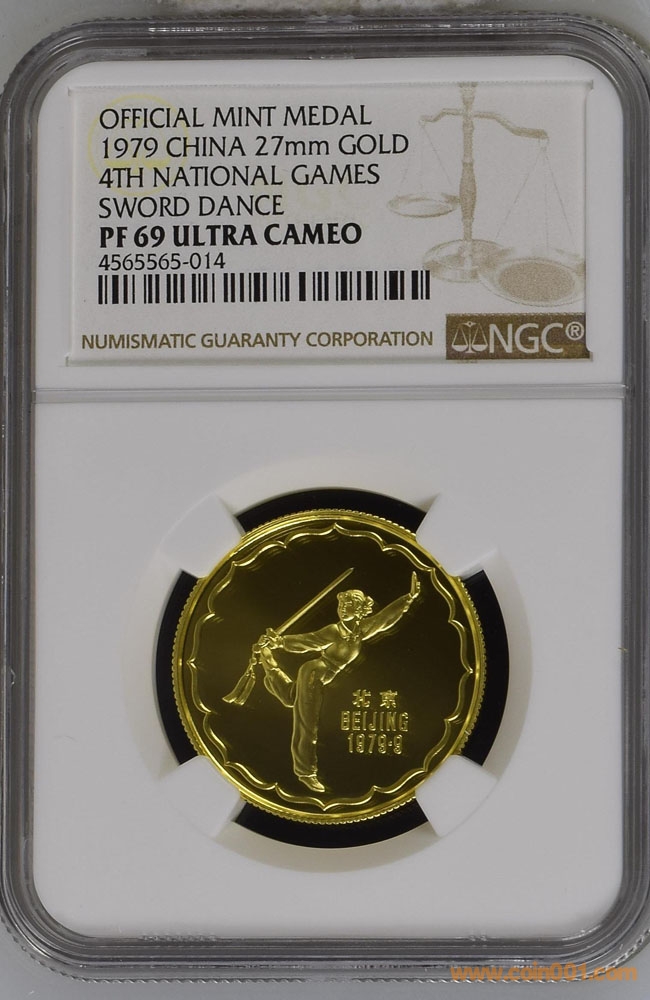 OFFICIAL MINT MEDAL
1979 CHINA 27mm GOLD
4TH NATIONAL GAMES
SWORD DANCE
PF 69 ULTRA CAMEO
4565565-014
NUMISMATIC GUARANTY CORPORATION
NGC®
北京
BEIJING
1979·9
www.coin001.com